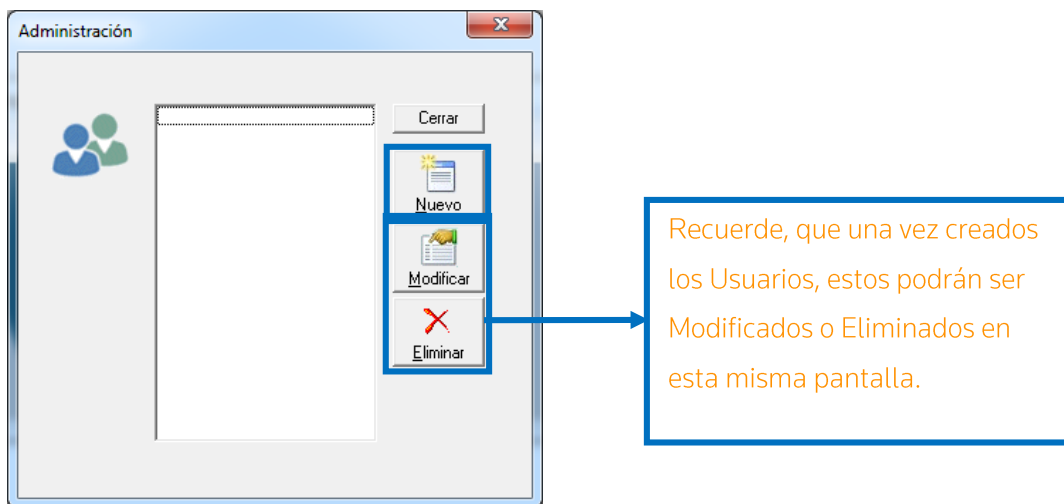 Administración
Cerrar
Nuevo
Modificar
Eliminar
Recuerde, que una vez creados
los Usuarios, estos podrán ser
Modificados o Eliminados en
esta misma pantalla.